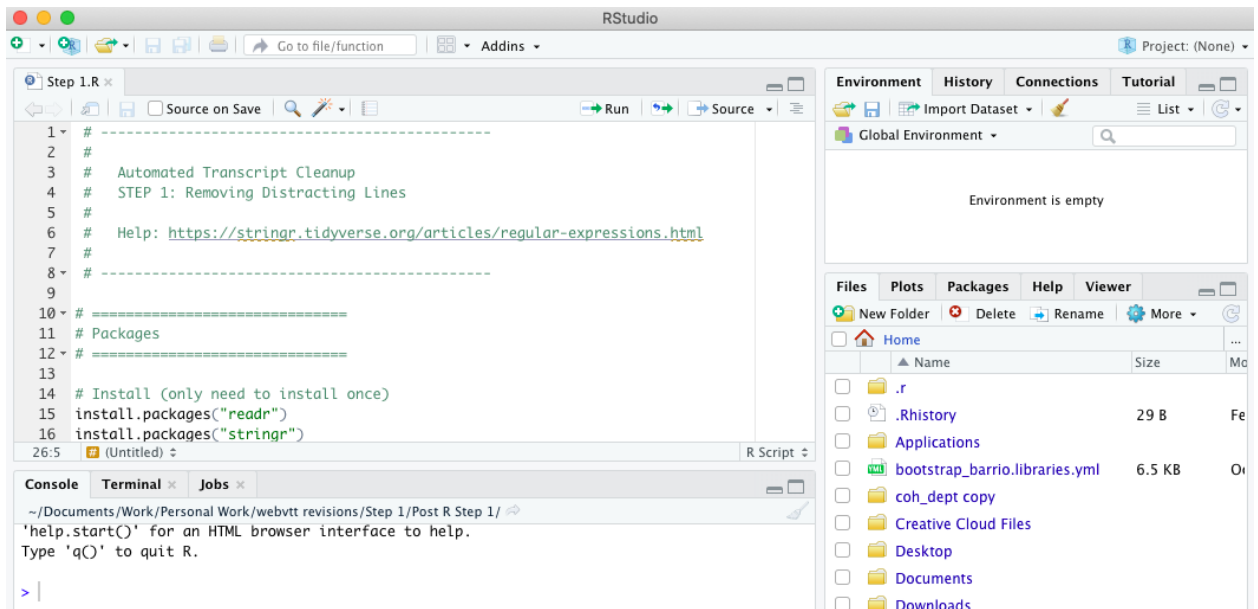 RStudio
Go to file/function Addins Project: (None)
Step 1.R
Source on Save Run Source
1 # ----------------------------------------------
2 #
3 #   Automated Transcript Cleanup
4 #   STEP 1: Removing Distracting Lines
5 #
6 #   Help: https://stringr.tidyverse.org/articles/regular-expressions.html
7 #
8 # ----------------------------------------------
9
10 # ==============================
11 # Packages
12 # ==============================
13
14 # Install (only need to install once)
15 install.packages("readr")
16 install.packages("stringr")
26:5 # (Untitled) R Script
Console Terminal Jobs
~/Documents/Work/Personal Work/webvtt revisions/Step 1/Post R Step 1/
'help.start()' for an HTML browser interface to help.
Type 'q()' to quit R.
>
Environment History Connections Tutorial
Import Dataset List
Global Environment
Environment is empty
Files Plots Packages Help Viewer
New Folder Delete Rename More
Home ...
Name Size Mo
.r
.Rhistory 29 B Fe
Applications
YML bootstrap_barrio.libraries.yml 6.5 KB Oc
coh_dept copy
Creative Cloud Files
Desktop
Documents
Downloads